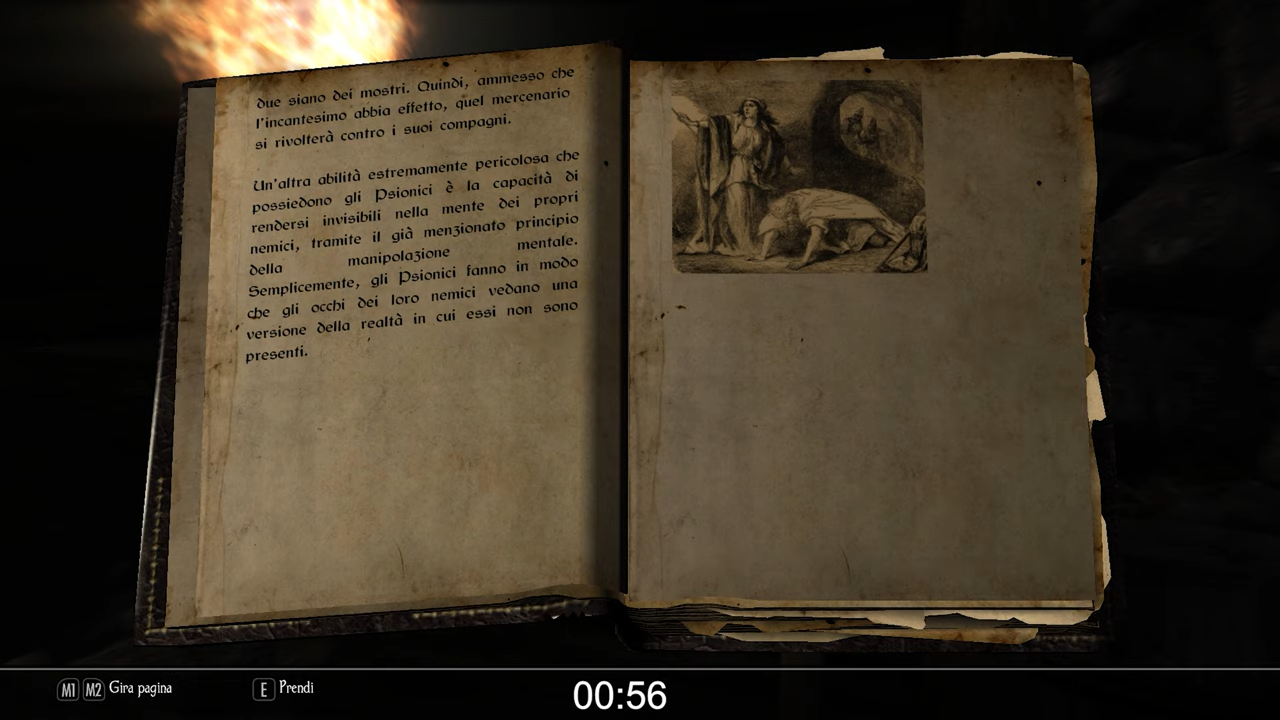 due siano dei mostri. Quindi, ammesso che
l'incantesimo abbia effetto, quel mercenario
si rivolterà contro i suoi compagni.
Un'altra abilità estremamente pericolosa che
possiedono gli Psionici è la capacità di
rendersi invisibili nella mente dei propri
nemici, tramite il già menzionato principio
della manipolazione mentale.
Semplicemente, gli Psionici fanno in modo
che gli occhi dei loro nemici vedano una
versione della realtà in cui essi non sono
presenti.
M1 M2 Gira pagina E Prendi 00:56